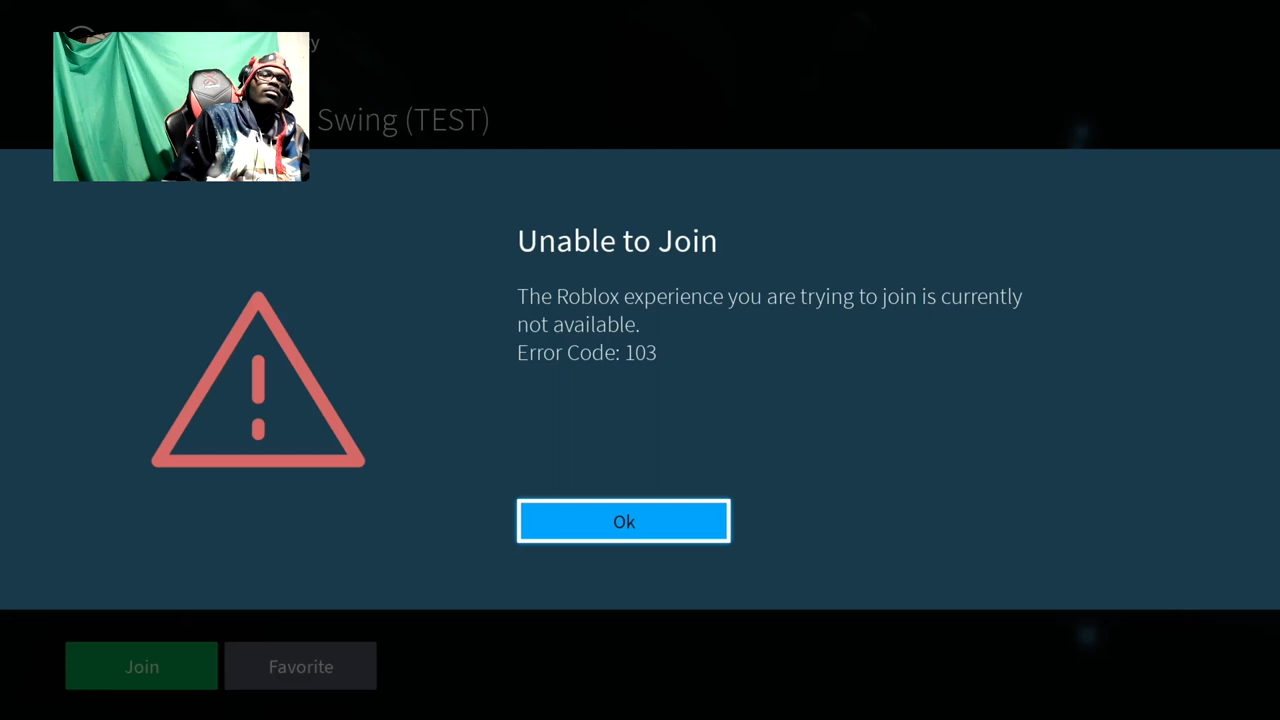 y
Swing (TEST)
Unable to Join
The Roblox experience you are trying to join is currently
not available.
Error Code: 103
Ok
Join
Favorite